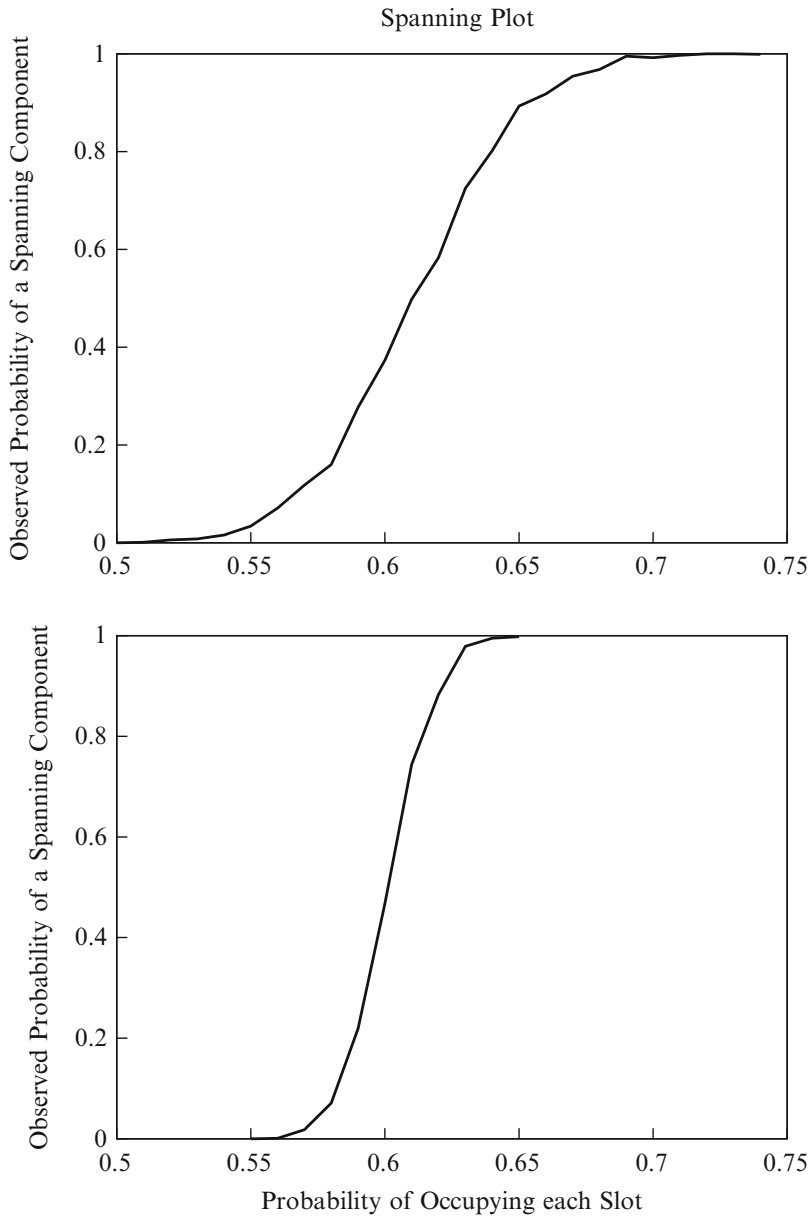 Spanning Plot
Observed Probability of a Spanning Component
1
0.8
0.6
0.4
0.2
0
0.5 0.55 0.6 0.65 0.7 0.75
Observed Probability of a Spanning Component
1
0.8
0.6
0.4
0.2
0
0.5 0.55 0.6 0.65 0.7 0.75
Probability of Occupying each Slot